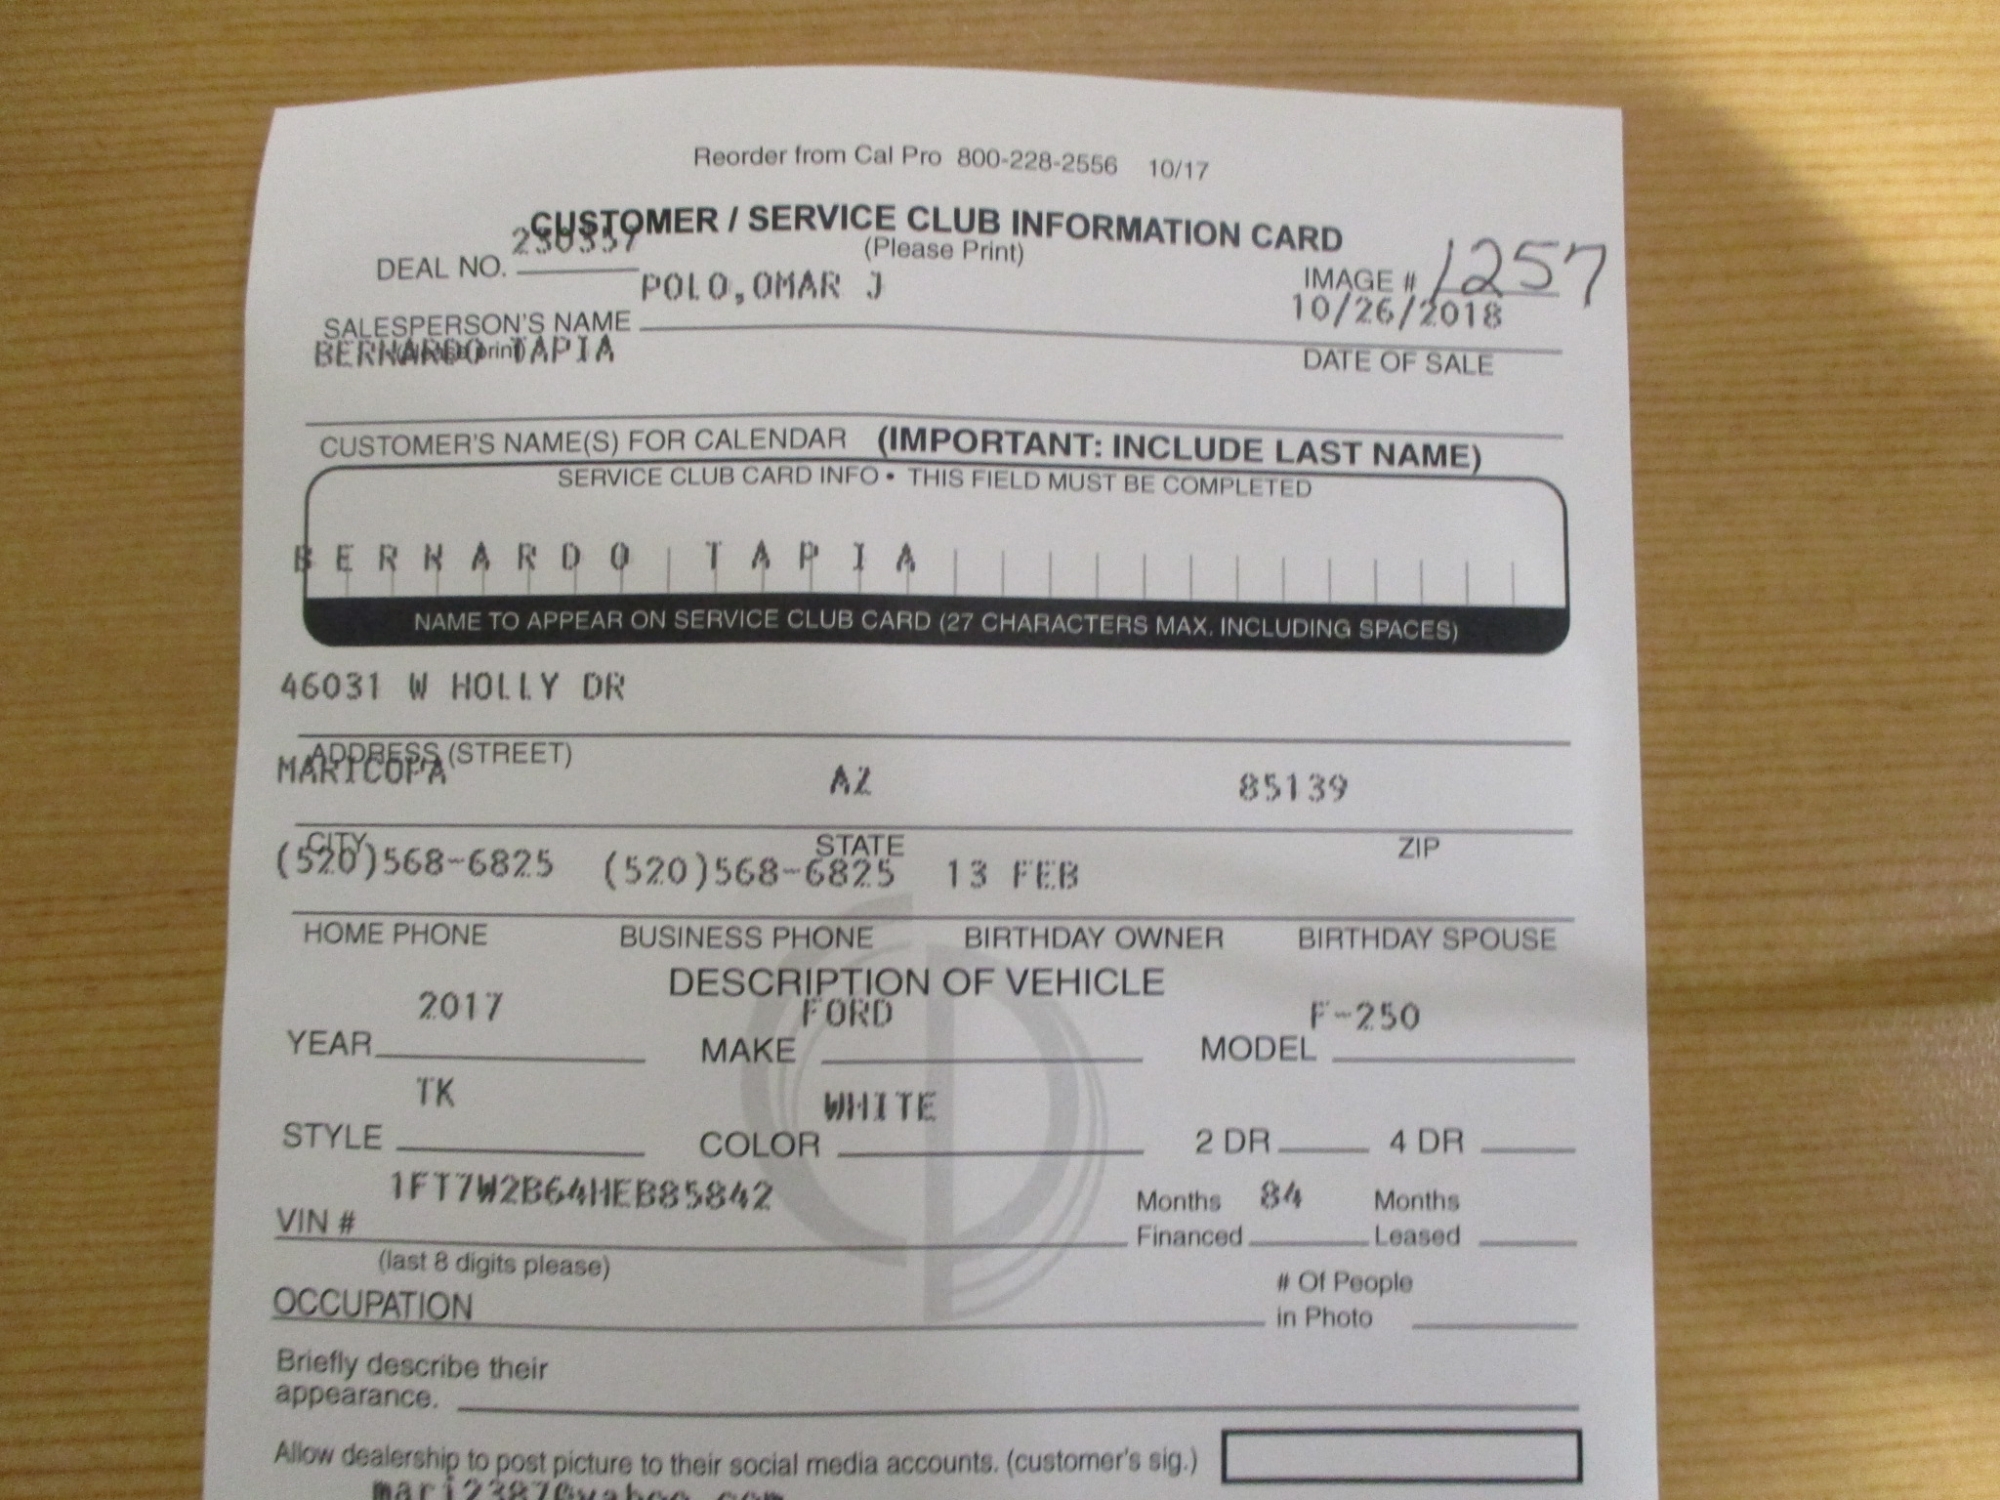 Reorder from Cal Pro 800-228-2556 10/17
CUSTOMER / SERVICE CLUB INFORMATION CARD
(Please Print)
DEAL NO. 230357
IMAGE # 1257
POLO,OMAR J
10/26/2018
SALESPERSON'S NAME
(please print)
BERNARDO TAPIA
DATE OF SALE
CUSTOMER'S NAME(S) FOR CALENDAR (IMPORTANT: INCLUDE LAST NAME)
SERVICE CLUB CARD INFO • THIS FIELD MUST BE COMPLETED
BERNARDO TAPIA
NAME TO APPEAR ON SERVICE CLUB CARD (27 CHARACTERS MAX. INCLUDING SPACES)
46031 W HOLLY DR
ADDRESS (STREET)
MARICOPA AZ 85139
CITY STATE ZIP
(520)568-6825 (520)568-6825 13 FEB
HOME PHONE BUSINESS PHONE BIRTHDAY OWNER BIRTHDAY SPOUSE
DESCRIPTION OF VEHICLE
2017 FORD F-250
YEAR MAKE MODEL
TK WHITE
STYLE COLOR 2 DR 4 DR
1FT7W2B64HEB85842
Months 84 Months
VIN # Financed Leased
(last 8 digits please)
# Of People
OCCUPATION
in Photo
Briefly describe their
appearance.
Allow dealership to post picture to their social media accounts. (customer's sig.)